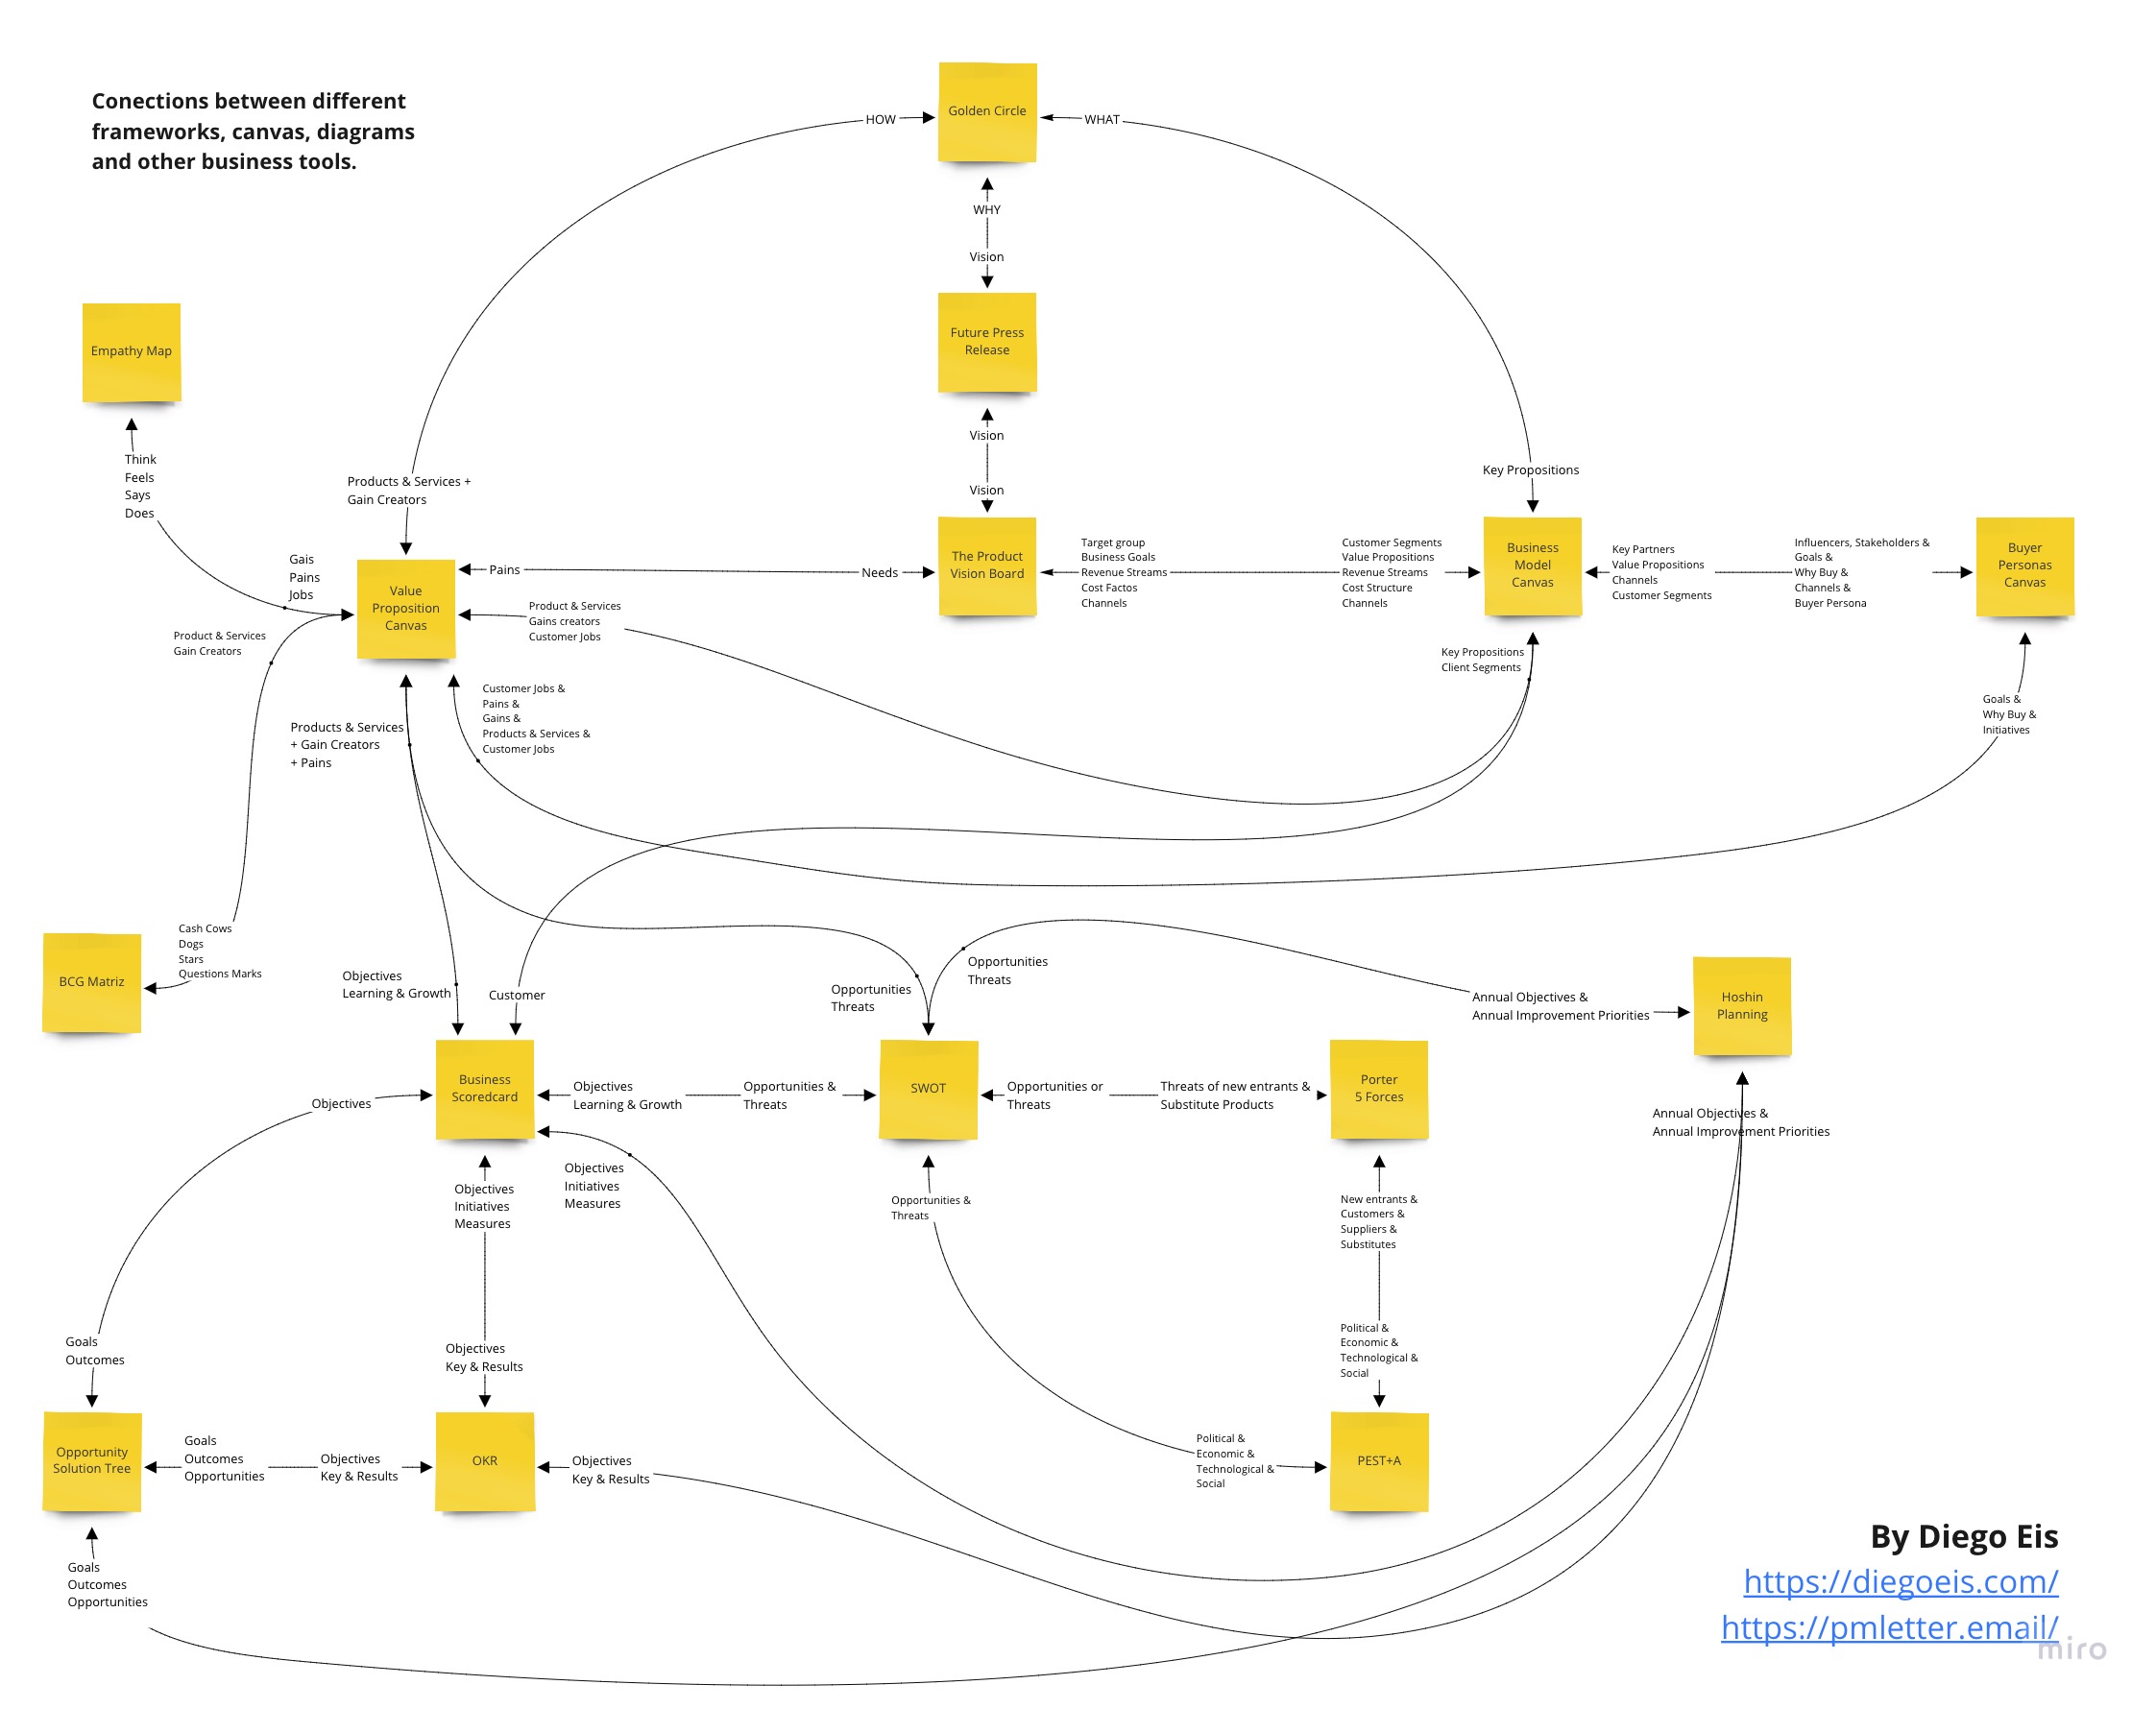 Conections between different
frameworks, canvas, diagrams
and other business tools.
Golden Circle
HOW
WHAT
WHY
Vision
Future Press
Release
Vision
Vision
Empathy Map
Think
Feels
Says
Does
Products & Services +
Gain Creators
Key Propositions
Gais
Pains
Jobs
Value
Proposition
Canvas
Pains
Needs
The Product
Vision Board
Target group
Business Goals
Revenue Streams
Cost Factos
Channels
Customer Segments
Value Propositions
Revenue Streams
Cost Structure
Channels
Business
Model
Canvas
Key Partners
Value Propositions
Channels
Customer Segments
Influencers, Stakeholders &
Goals &
Why Buy &
Channels &
Buyer Persona
Buyer
Personas
Canvas
Product & Services
Gain Creators
Product & Services
Gains creators
Customer Jobs
Key Propositions
Client Segments
Products & Services
+ Gain Creators
+ Pains
Customer Jobs &
Pains &
Gains &
Products & Services &
Customer Jobs
Goals &
Why Buy &
Initiatives
BCG Matriz
Cash Cows
Dogs
Stars
Questions Marks
Objectives
Learning & Growth
Customer
Opportunities
Threats
Opportunities
Threats
Annual Objectives &
Annual Improvement Priorities
Hoshin
Planning
Objectives
Business
Scoredcard
Objectives
Learning & Growth
Opportunities &
Threats
SWOT
Opportunities or
Threats
Threats of new entrants &
Substitute Products
Porter
5 Forces
Annual Objectives &
Annual Improvement Priorities
Objectives
Initiatives
Measures
Objectives
Initiatives
Measures
Opportunities &
Threats
New entrants &
Customers &
Suppliers &
Substitutes
Goals
Outcomes
Objectives
Key & Results
Political &
Economic &
Technological &
Social
Opportunity
Solution Tree
Goals
Outcomes
Opportunities
Objectives
Key & Results
OKR
Objectives
Key & Results
Political &
Economic &
Technological &
Social
PEST+A
Goals
Outcomes
Opportunities
By Diego Eis
https://diegoeis.com/
https://pmletter.email/
miro